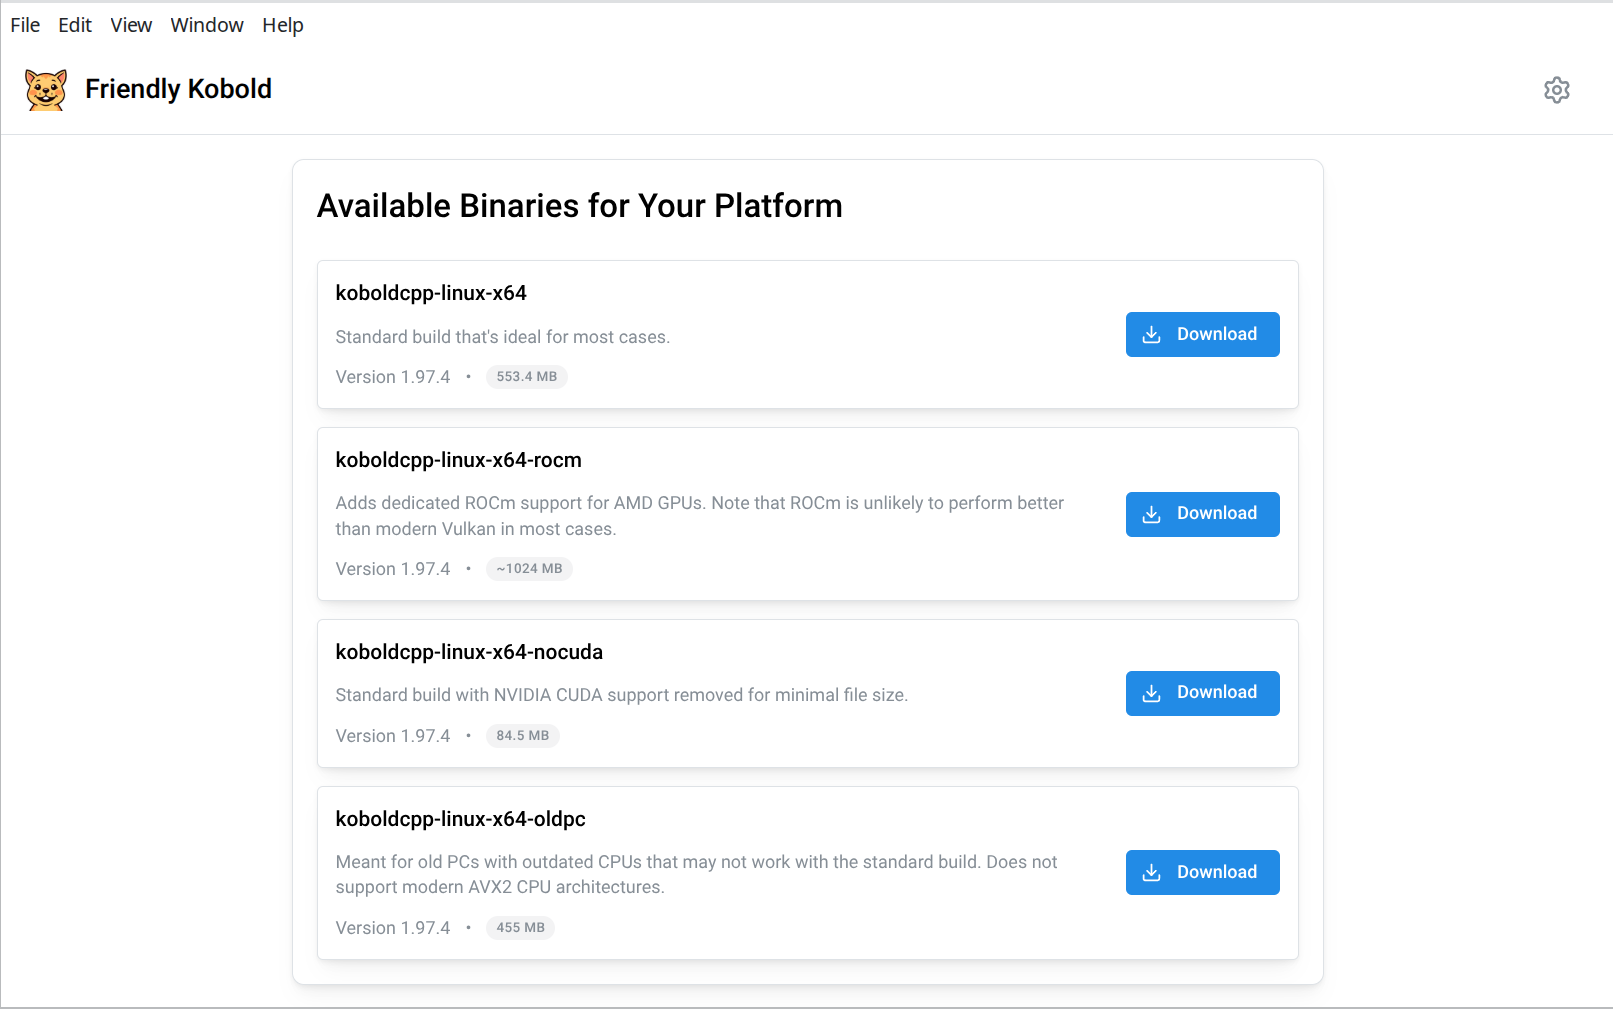 File Edit View Window Help
Friendly Kobold
Available Binaries for Your Platform
koboldcpp-linux-x64
Standard build that's ideal for most cases.
Version 1.97.4 • 553.4 MB
Download
koboldcpp-linux-x64-rocm
Adds dedicated ROCm support for AMD GPUs. Note that ROCm is unlikely to perform better
than modern Vulkan in most cases.
Version 1.97.4 • ~1024 MB
Download
koboldcpp-linux-x64-nocuda
Standard build with NVIDIA CUDA support removed for minimal file size.
Version 1.97.4 • 84.5 MB
Download
koboldcpp-linux-x64-oldpc
Meant for old PCs with outdated CPUs that may not work with the standard build. Does not
support modern AVX2 CPU architectures.
Version 1.97.4 • 455 MB
Download